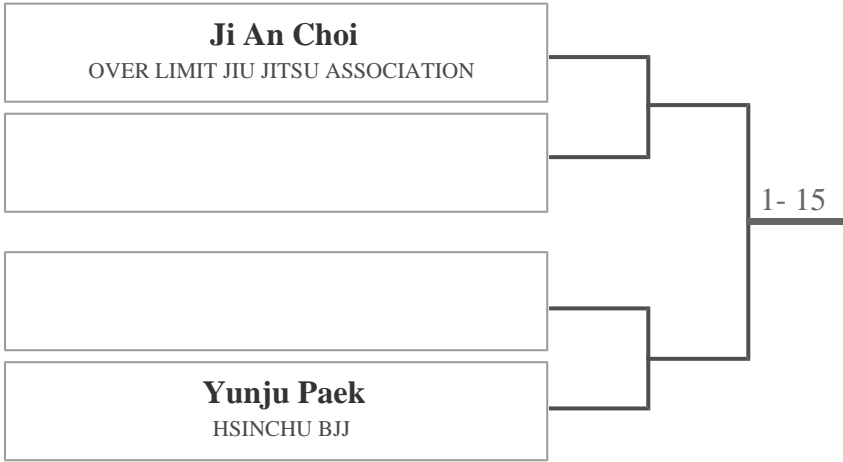 Ji An Choi
OVER LIMIT JIU JITSU ASSOCIATION
1- 15
Yunju Paek
HSINCHU BJJ